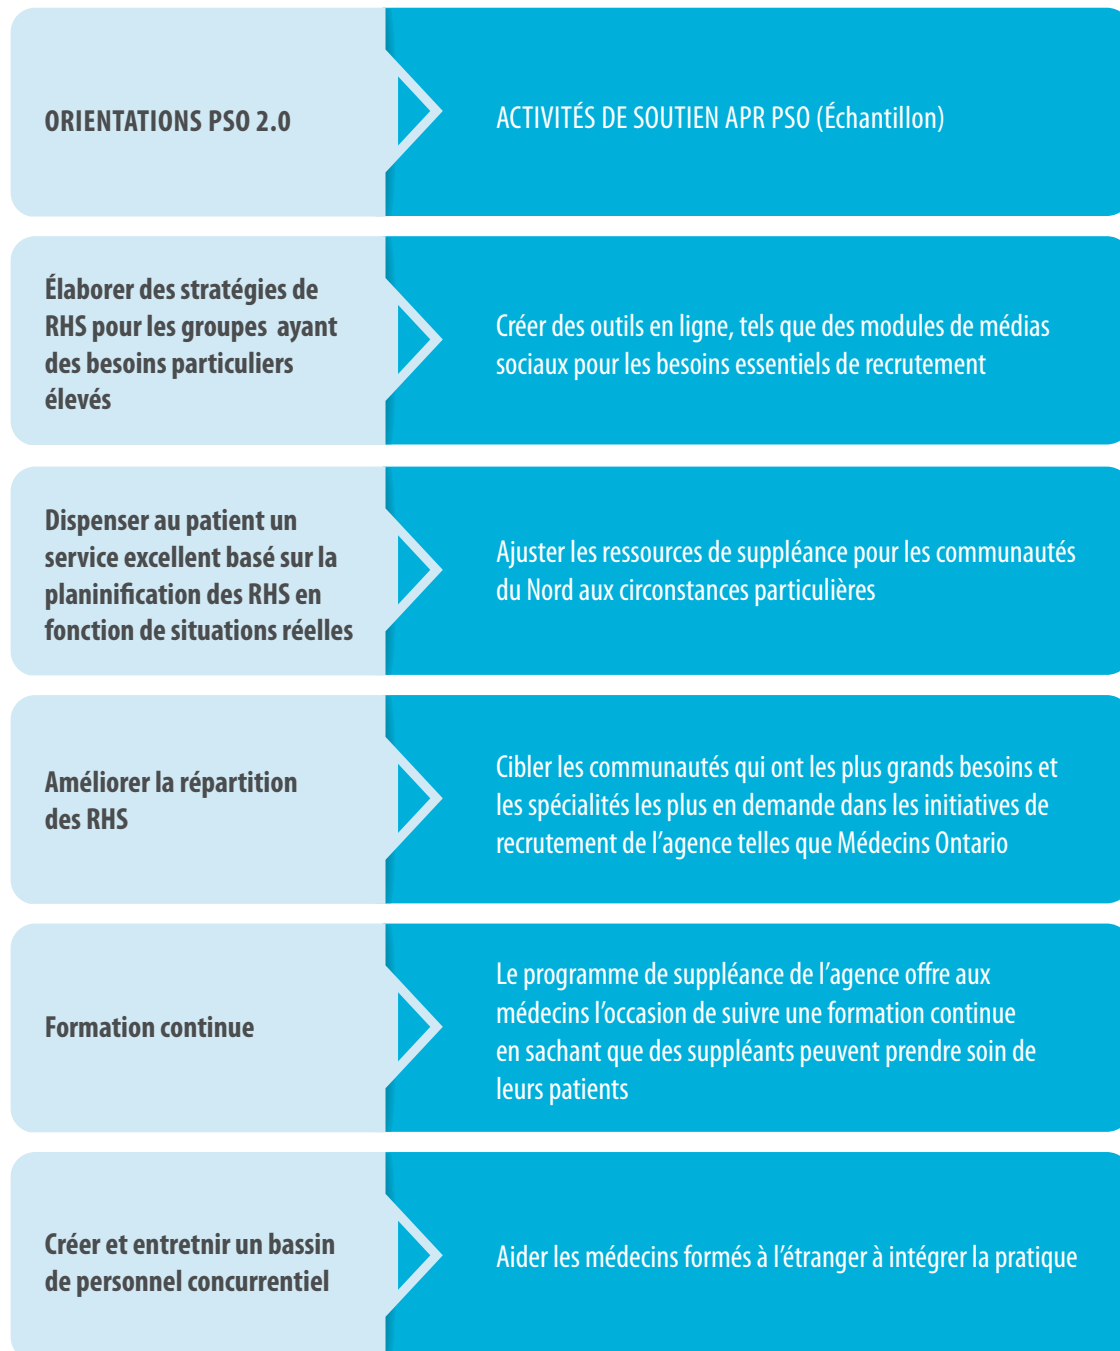 ORIENTATIONS PSO 2.0
ACTIVITÉS DE SOUTIEN APR PSO (Échantillon)
Élaborer des stratégies de
RHS pour les groupes ayant
des besoins particuliers
élevés
Créer des outils en ligne, tels que des modules de médias
sociaux pour les besoins essentiels de recrutement
Dispenser au patient un
service excellent basé sur la
planinification des RHS en
fonction de situations réelles
Ajuster les ressources de suppléance pour les communautés
du Nord aux circonstances particulières
Améliorer la répartition
des RHS
Cibler les communautés qui ont les plus grands besoins et
les spécialités les plus en demande dans les initiatives de
recrutement de l’agence telles que Médecins Ontario
Formation continue
Le programme de suppléance de l’agence offre aux
médecins l’occasion de suivre une formation continue
en sachant que des suppléants peuvent prendre soin de
leurs patients
Créer et entretnir un bassin
de personnel concurrentiel
Aider les médecins formés à l’étranger à intégrer la pratique